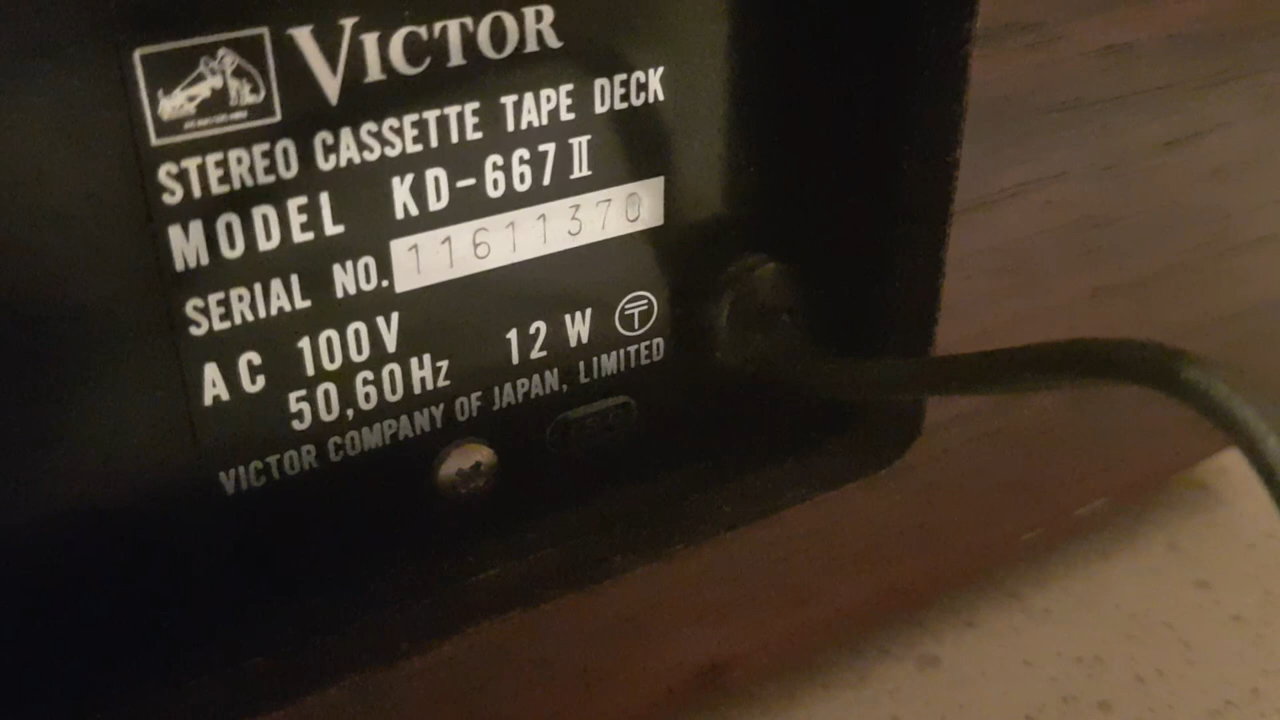 VICTOR
STEREO CASSETTE TAPE DECK
MODEL KD-667Ⅱ
SERIAL NO. 11611370
AC 100V
50,60Hz 12W 〒
VICTOR COMPANY OF JAPAN, LIMITED